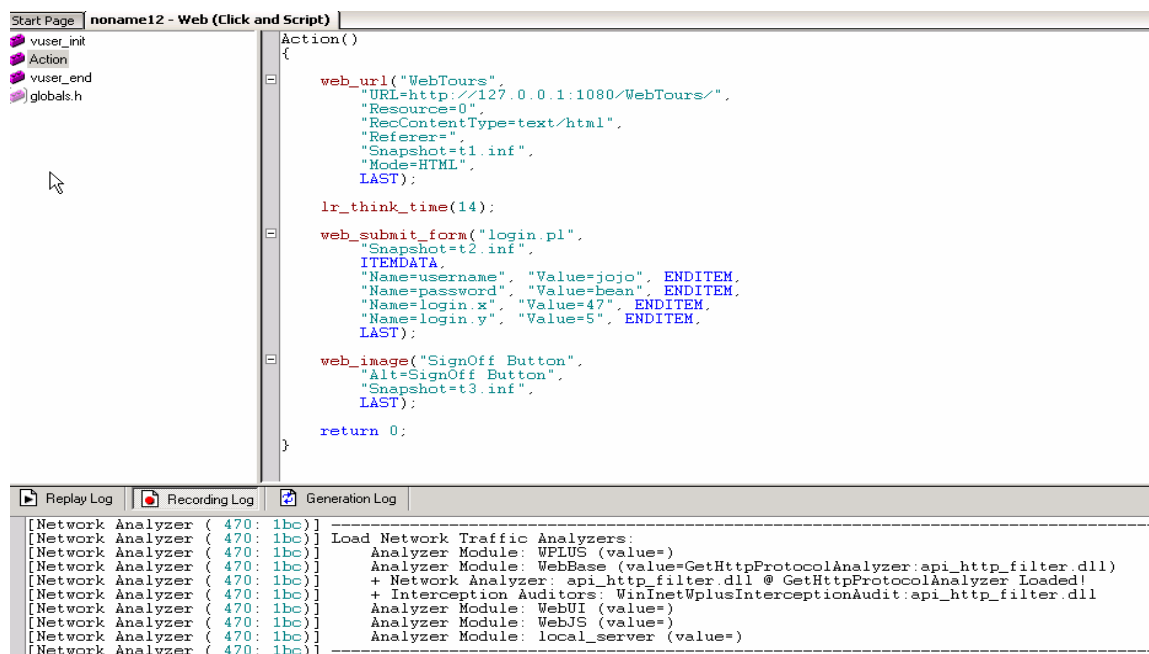 Start Page noname12 - Web (Click and Script)
vuser_init
Action
vuser_end
globals.h
Action()
{
web_url("WebTours",
"URL=http://127.0.0.1:1080/WebTours/",
"Resource=0",
"RecContentType=text/html",
"Referer=",
"Snapshot=t1.inf",
"Mode=HTML",
LAST);
lr_think_time(14);
web_submit_form("login.pl",
"Snapshot=t2.inf",
ITEMDATA,
"Name=username", "Value=jojo", ENDITEM,
"Name=password", "Value=bean", ENDITEM,
"Name=login.x", "Value=47", ENDITEM,
"Name=login.y", "Value=5", ENDITEM,
LAST);
web_image("SignOff Button",
"Alt=SignOff Button",
"Snapshot=t3.inf",
LAST);
return 0;
}
Replay Log Recording Log Generation Log
[Network Analyzer ( 470: 1bc)] --------------------------------------------------------------------
[Network Analyzer ( 470: 1bc)] Load Network Traffic Analyzers:
[Network Analyzer ( 470: 1bc)] Analyzer Module: WPLUS (value=)
[Network Analyzer ( 470: 1bc)] Analyzer Module: WebBase (value=GetHttpProtocolAnalyzer:api_http_filter.dll)
[Network Analyzer ( 470: 1bc)] + Network Analyzer: api_http_filter.dll @ GetHttpProtocolAnalyzer Loaded!
[Network Analyzer ( 470: 1bc)] + Interception Auditors: WinInetWplusInterceptionAudit:api_http_filter.dll
[Network Analyzer ( 470: 1bc)] Analyzer Module: WebUI (value=)
[Network Analyzer ( 470: 1bc)] Analyzer Module: WebJS (value=)
[Network Analyzer ( 470: 1bc)] Analyzer Module: local_server (value=)
[Network Analyzer ( 470: 1bc)] --------------------------------------------------------------------